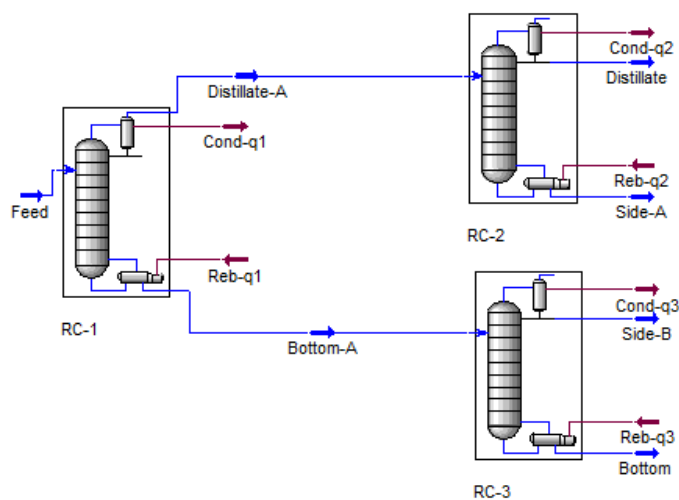 Cond-q2
Distillate-A
Distillate
Cond-q1
Reb-q2
Feed
Side-A
RC-2
Reb-q1
Cond-q3
RC-1
Side-B
Bottom-A
Reb-q3
Bottom
RC-3